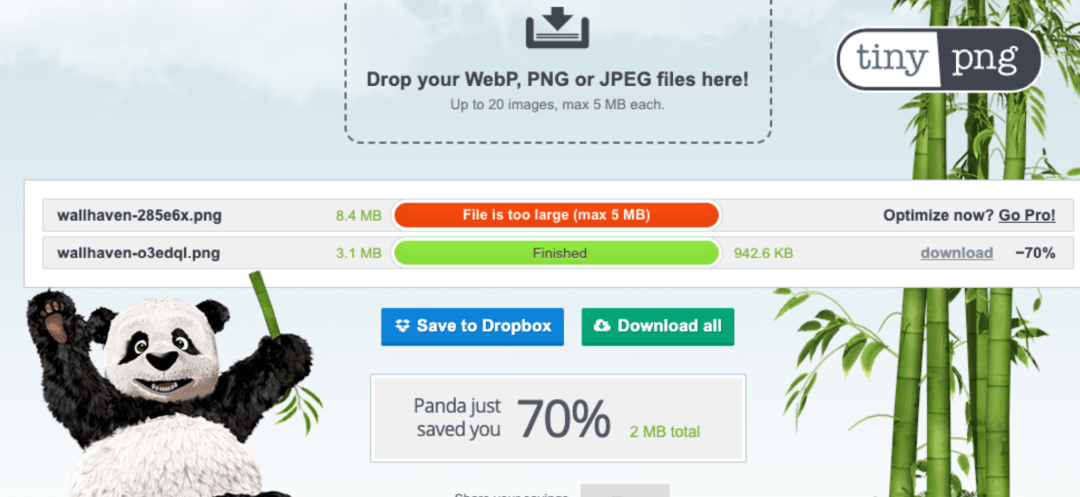 Drop your WebP, PNG or JPEG files here!
Up to 20 images, max 5 MB each.
tiny png
wallhaven-285e6x.png 8.4 MB File is too large (max 5 MB) Optimize now? Go Pro!
wallhaven-o3edql.png 3.1 MB Finished 942.6 KB download −70%
Save to Dropbox Download all
Panda just
saved you 70% 2 MB total